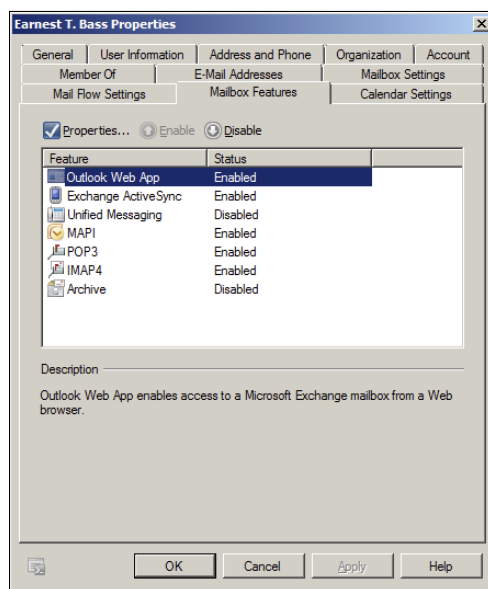 Earnest T. Bass Properties
General User Information Address and Phone Organization Account
Member Of E-Mail Addresses Mailbox Settings
Mail Flow Settings Mailbox Features Calendar Settings
Properties... Enable Disable
Feature Status
Outlook Web App Enabled
Exchange ActiveSync Enabled
Unified Messaging Disabled
MAPI Enabled
POP3 Enabled
IMAP4 Enabled
Archive Disabled
Description
Outlook Web App enables access to a Microsoft Exchange mailbox from a Web
browser.
OK Cancel Apply Help